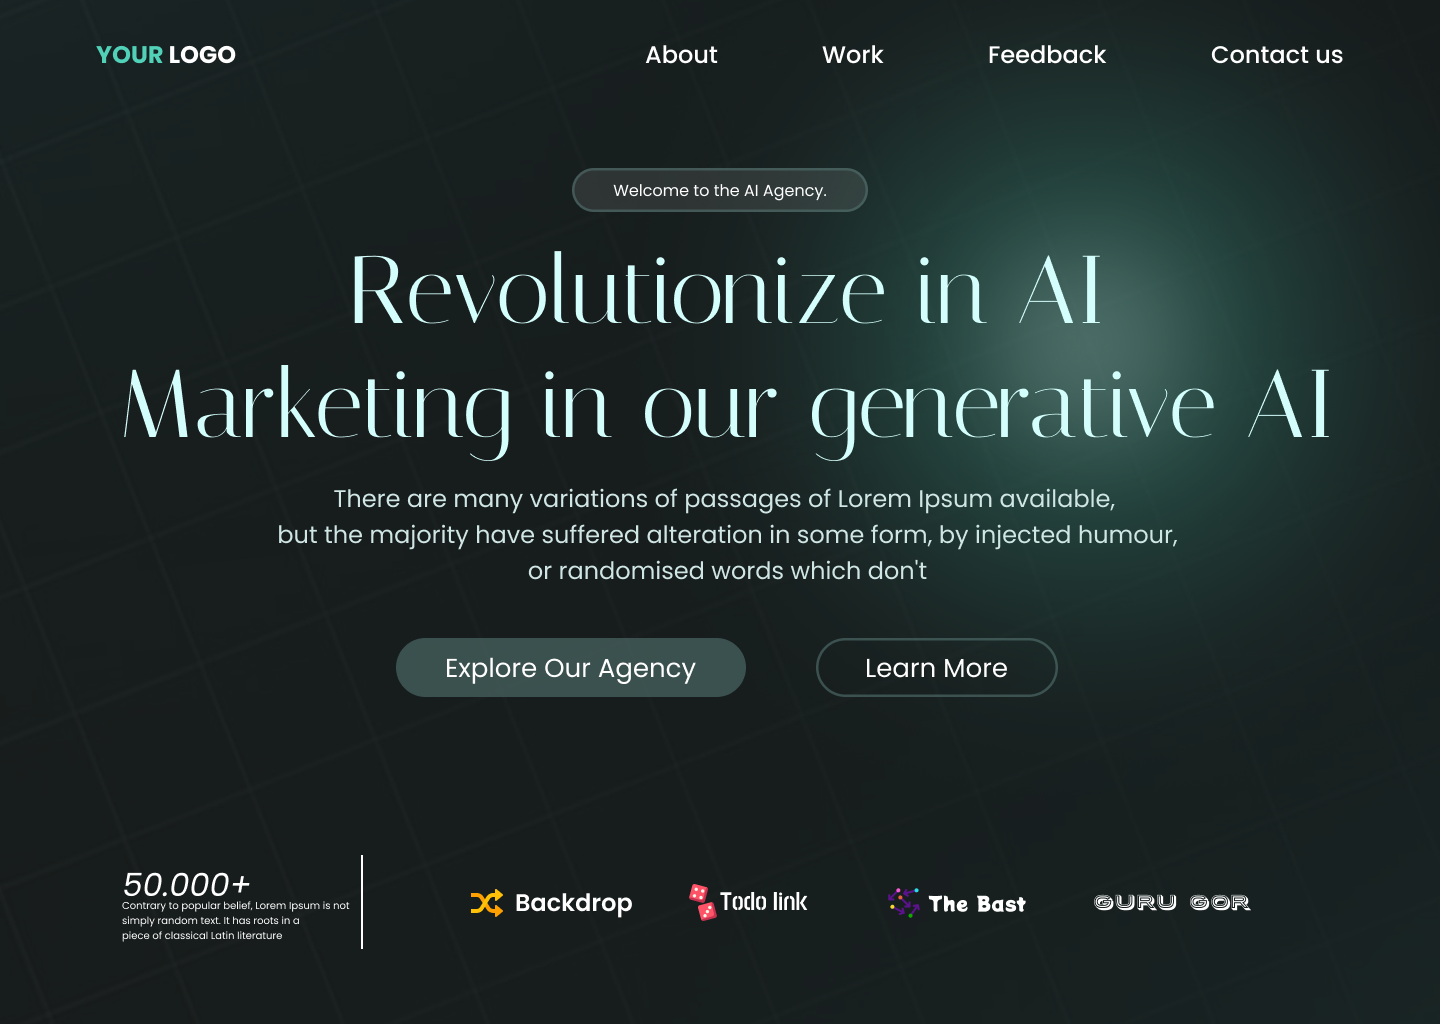 YOUR LOGO
About
Work
Feedback
Contact us
Welcome to the AI Agency.
Revolutionize in AI
Marketing in our generative AI
There are many variations of passages of Lorem Ipsum available,
but the majority have suffered alteration in some form, by injected humour,
or randomised words which don't
Explore Our Agency
Learn More
50.000+
Contrary to popular belief, Lorem Ipsum is not
simply random text. It has roots in a
piece of classical Latin literature
Backdrop
Todo link
The Bast
GURU GOR